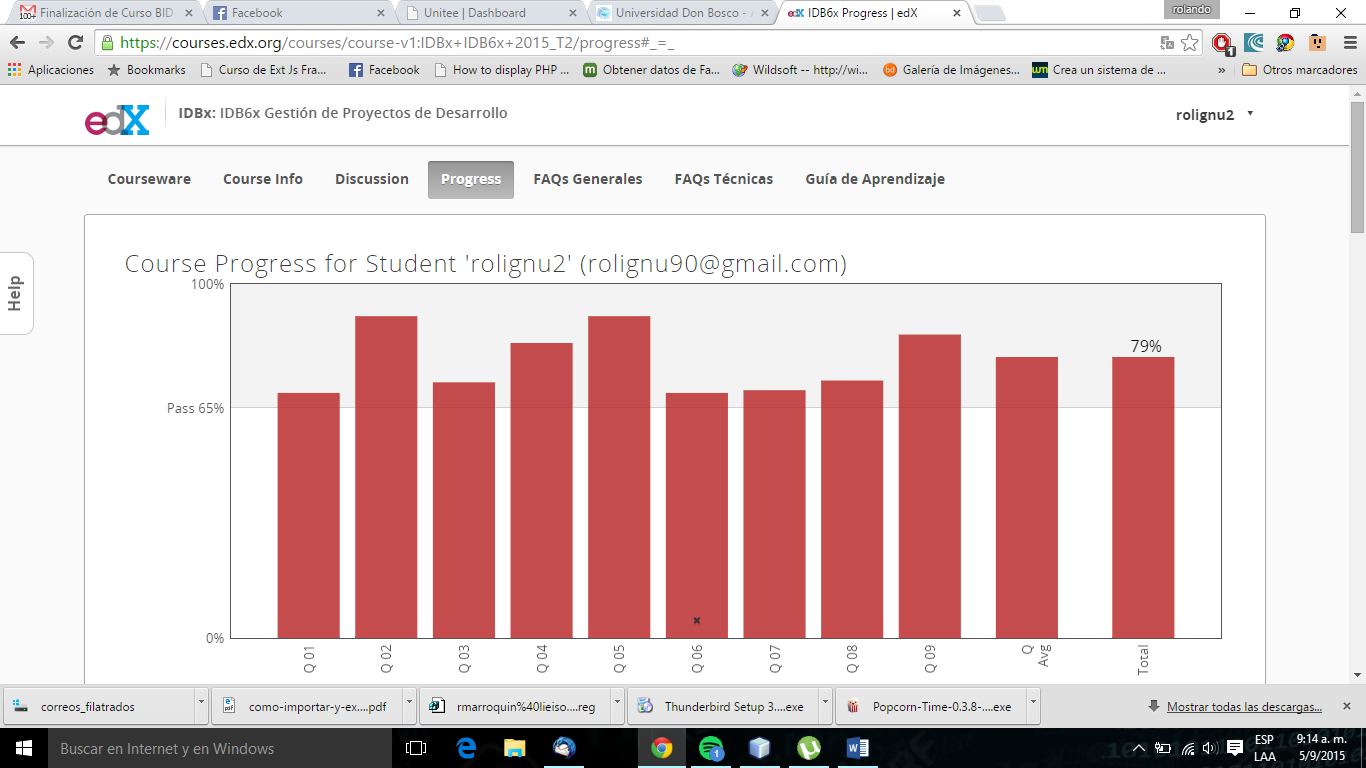 Finalización de Curso BID
Facebook
Unitee | Dashboard
Universidad Don Bosco - A
IDB6x Progress | edX
rolando
https://courses.edx.org/courses/course-v1:IDBx+IDB6x+2015_T2/progress#_=_
1
Aplicaciones
Bookmarks
Curso de Ext Js Fra...
Facebook
How to display PHP ...
Obtener datos de Fa...
Wildsoft -- http://wi...
Galería de Imágenes...
Crea un sistema de ...
»
Otros marcadores
edX
IDBx: IDB6x Gestión de Proyectos de Desarrollo
rolignu2
Courseware
Course Info
Discussion
Progress
FAQs Generales
FAQs Técnicas
Guía de Aprendizaje
Help
Course Progress for Student 'rolignu2' (rolignu90@gmail.com)
100%
79%
Pass 65%
0%
Q 01
Q 02
Q 03
Q 04
Q 05
Q 06
Q 07
Q 08
Q 09
Q
Avg
Total
correos_filatrados
como-importar-y-ex....pdf
rmarroquin%40lieiso....reg
Thunderbird Setup 3....exe
Popcorn-Time-0.3.8-....exe
Mostrar todas las descargas...
Buscar en Internet y en Windows
1
ESP
LAA
9:14 a. m.
5/9/2015